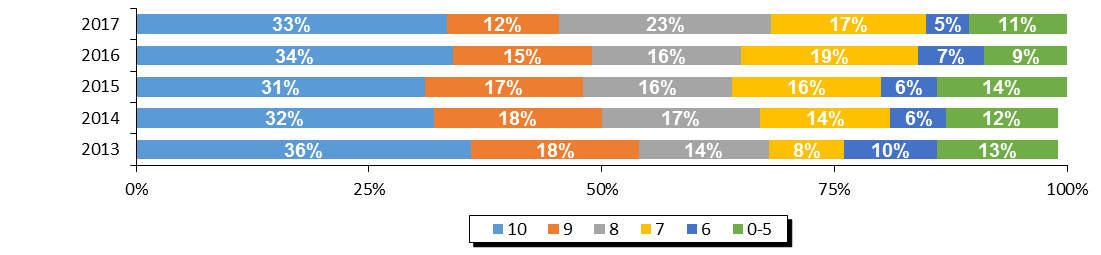 2017 33% 12% 23% 17% 5% 11%
2016 34% 15% 16% 19% 7% 9%
2015 31% 17% 16% 16% 6% 14%
2014 32% 18% 17% 14% 6% 12%
2013 36% 18% 14% 8% 10% 13%
0% 25% 50% 75% 100%
10 9 8 7 6 0-5